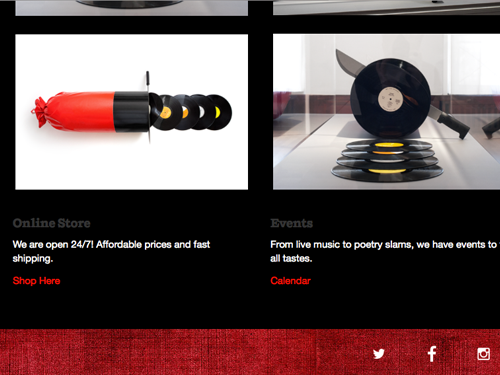 Online Store
We are open 24/7! Affordable prices and fast
shipping.
Shop Here
Events
From live music to poetry slams, we have events to
all tastes.
Calendar